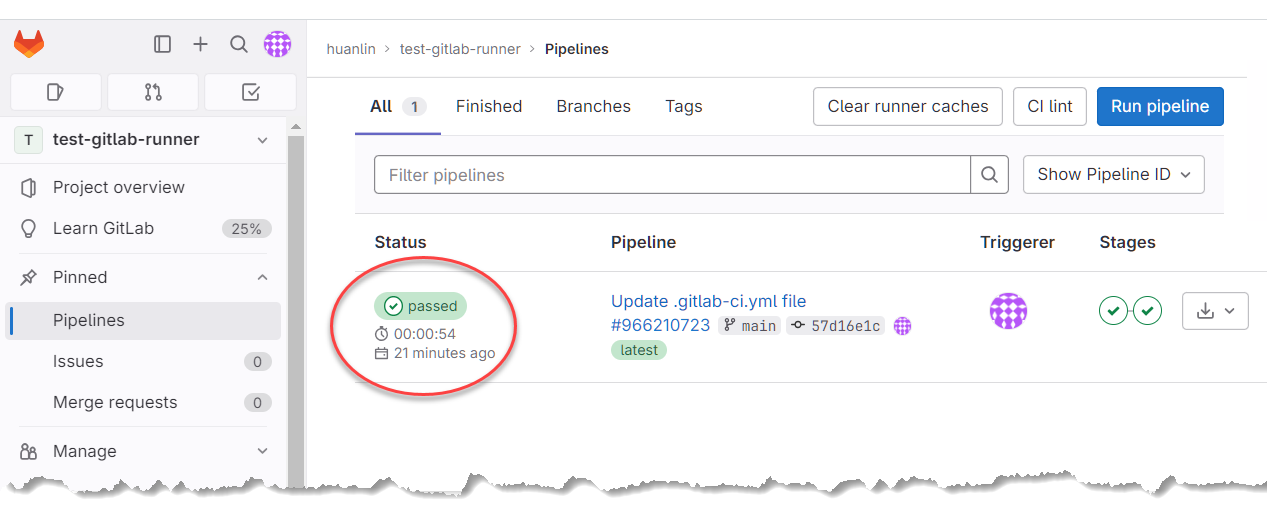 huanlin > test-gitlab-runner > Pipelines
T test-gitlab-runner
Project overview
Learn GitLab 25%
Pinned
Pipelines
Issues 0
Merge requests 0
Manage
All 1 Finished Branches Tags Clear runner caches CI lint Run pipeline
Filter pipelines Show Pipeline ID
Status Pipeline Triggerer Stages
passed
00:00:54
21 minutes ago
Update .gitlab-ci.yml file
#966210723 main 57d16e1c
latest